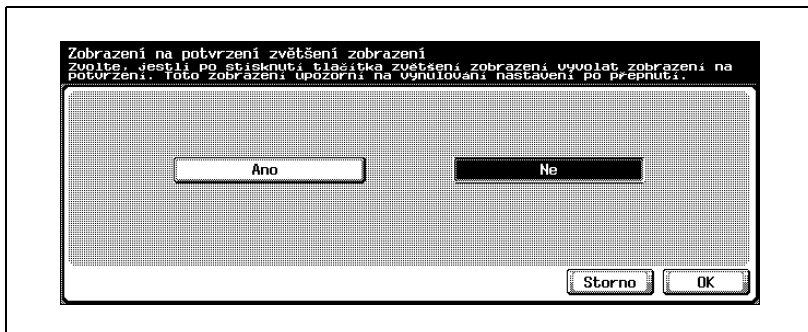 Zobrazení na potvrzení zvětšení zobrazení
Zvolte, jestli po stisknutí tlačítka zvětšení zobrazení vyvolat zobrazení na
potvrzení. Toto zobrazení upozorní na vynulování nastavení po přepnutí.
Ano
Ne
Storno
OK